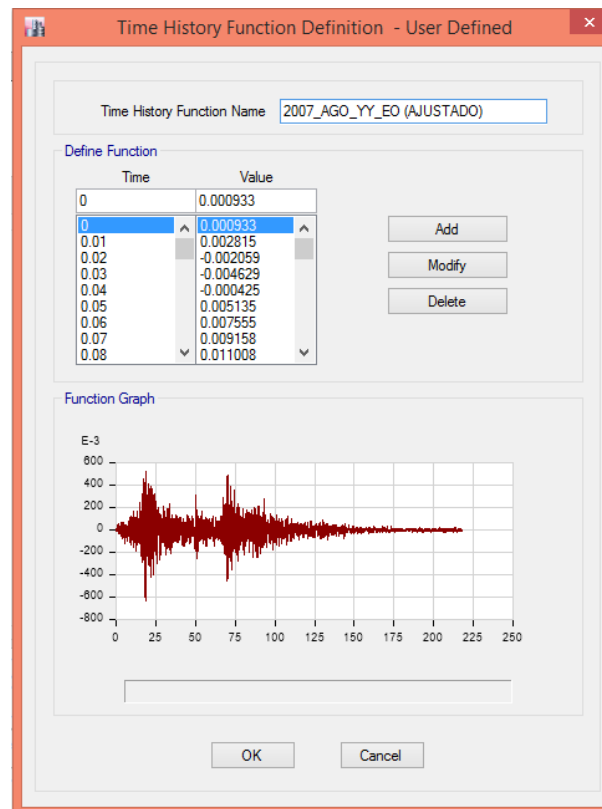 Time History Function Definition - User Defined
×
Time History Function Name 2007_AGO_YY_EO (AJUSTADO)
Define Function
Time Value
0 0.000933
0 0.000933
0.01 0.002815
0.02 -0.002059
0.03 -0.004629
0.04 -0.000425
0.05 0.005135
0.06 0.007555
0.07 0.009158
0.08 0.011008
Add
Modify
Delete
Function Graph
E-3
600
400
200
0
-200
-400
-600
-800
0 25 50 75 100 125 150 175 200 225 250
OK Cancel